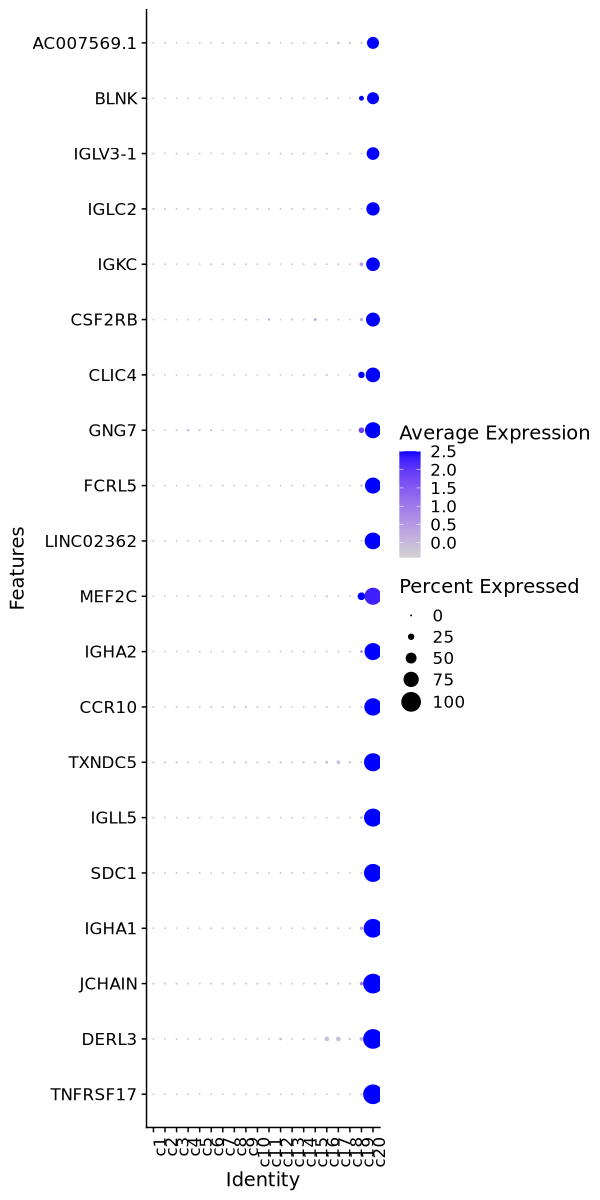 AC007569.1
BLNK
IGLV3-1
IGLC2
IGKC
CSF2RB
CLIC4
GNG7
FCRL5
LINC02362
MEF2C
IGHA2
CCR10
TXNDC5
IGLL5
SDC1
IGHA1
JCHAIN
DERL3
TNFRSF17
Features
c1
c2
c3
c4
c5
c6
c7
c8
c9
c10
c11
c12
c13
c14
c15
c16
c17
c18
c19
c20
Identity
Average Expression
2.5
2.0
1.5
1.0
0.5
0.0
Percent Expressed
0
25
50
75
100